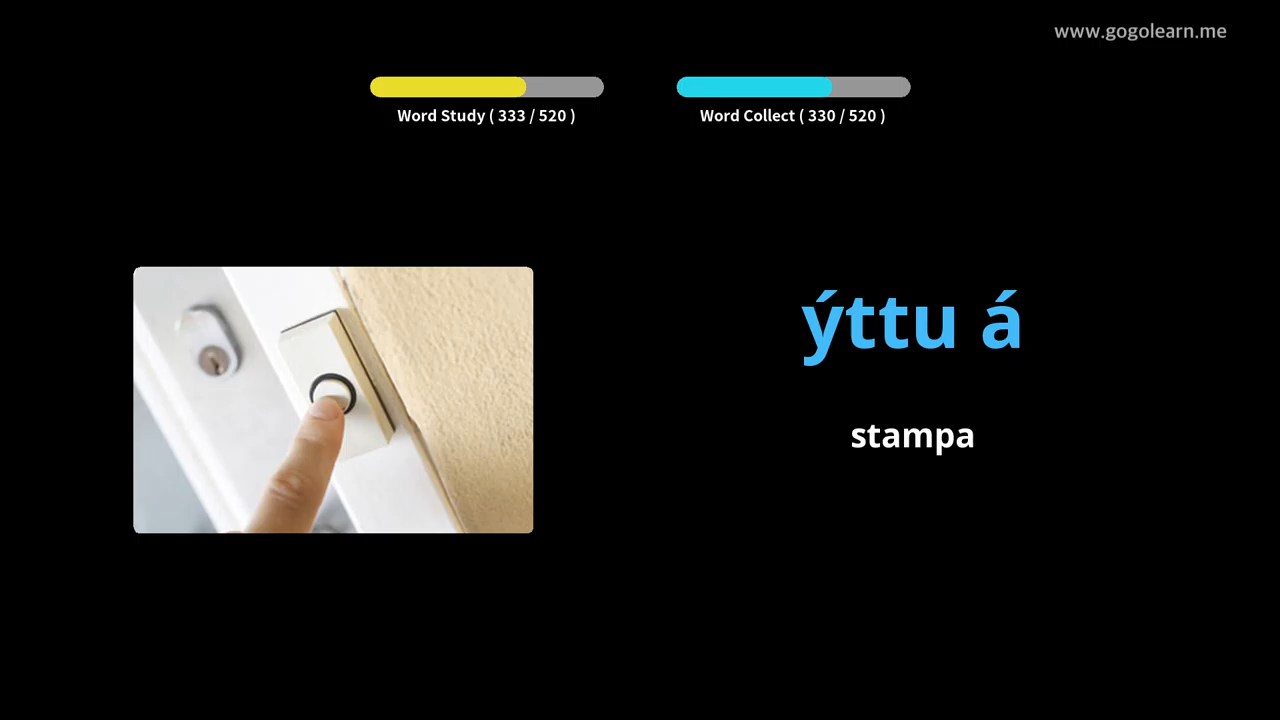 www.gogolearn.me
Word Study ( 333 / 520 )
Word Collect ( 330 / 520 )
ýttu á
stampa